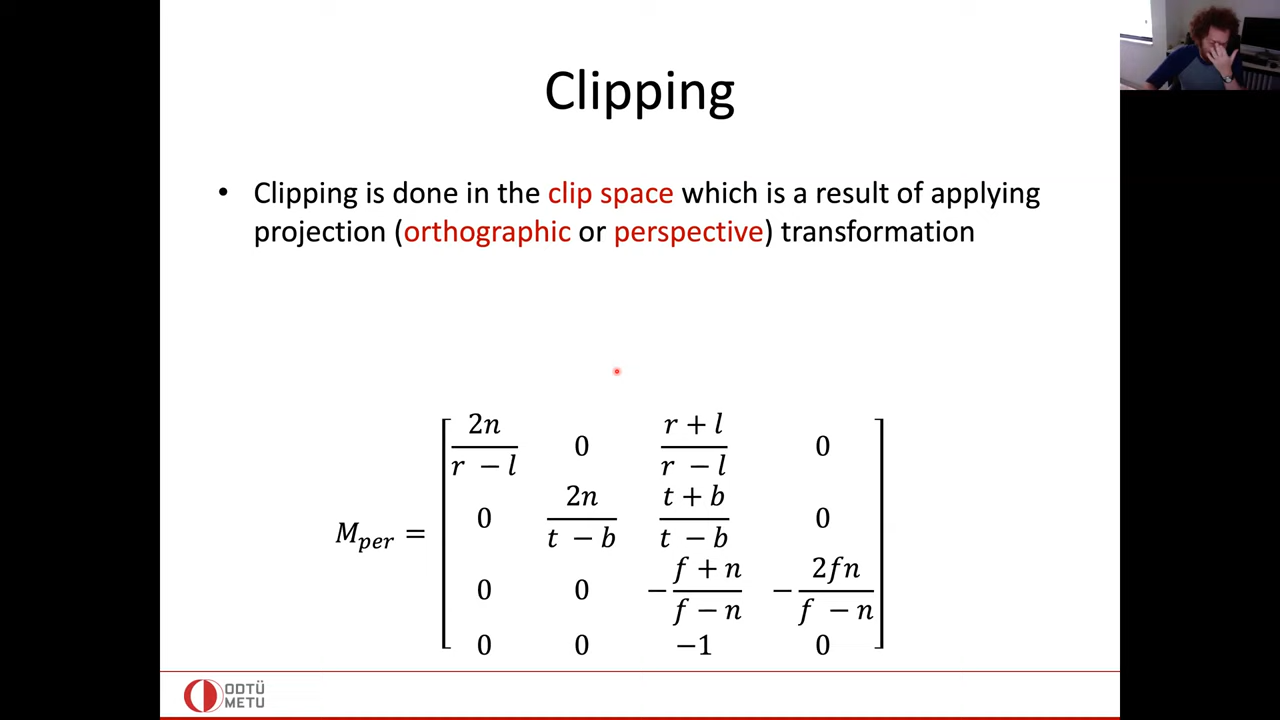 Clipping
• Clipping is done in the clip space which is a result of applying
projection (orthographic or perspective) transformation
M_per = [ 2n/(r − l) 0 (r + l)/(r − l) 0
0 2n/(t − b) (t + b)/(t − b) 0
0 0 −(f + n)/(f − n) −2fn/(f − n)
0 0 −1 0 ]
ODTÜ
METU